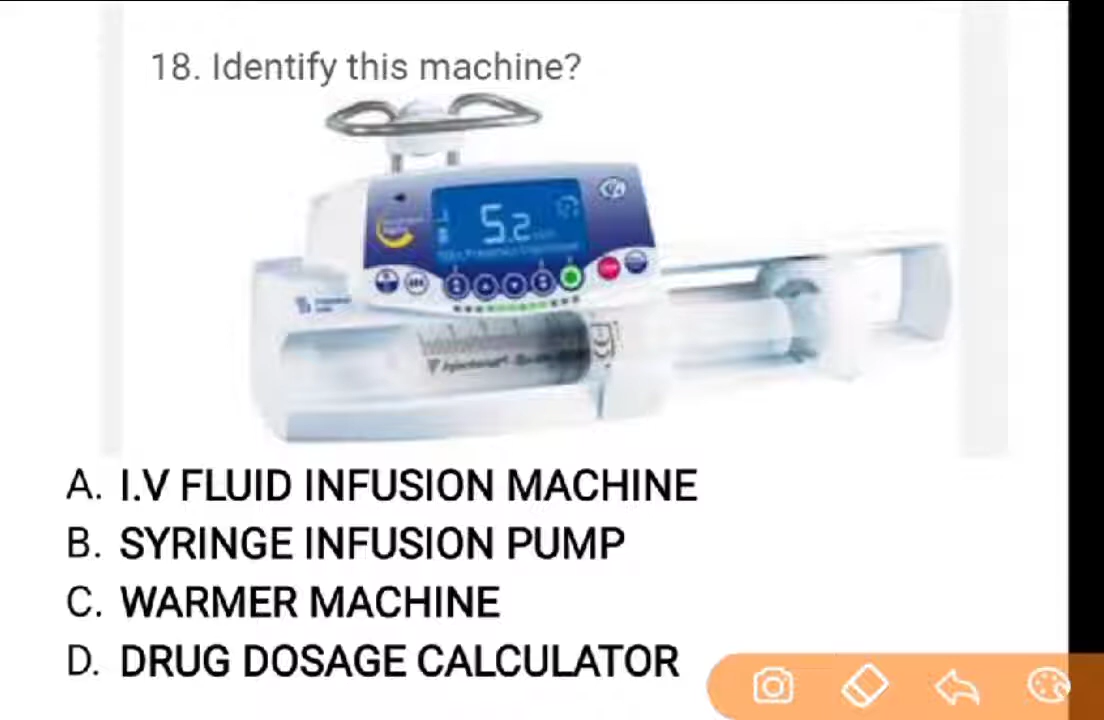 18. Identify this machine?
5.2
A. I.V FLUID INFUSION MACHINE
B. SYRINGE INFUSION PUMP
C. WARMER MACHINE
D. DRUG DOSAGE CALCULATOR